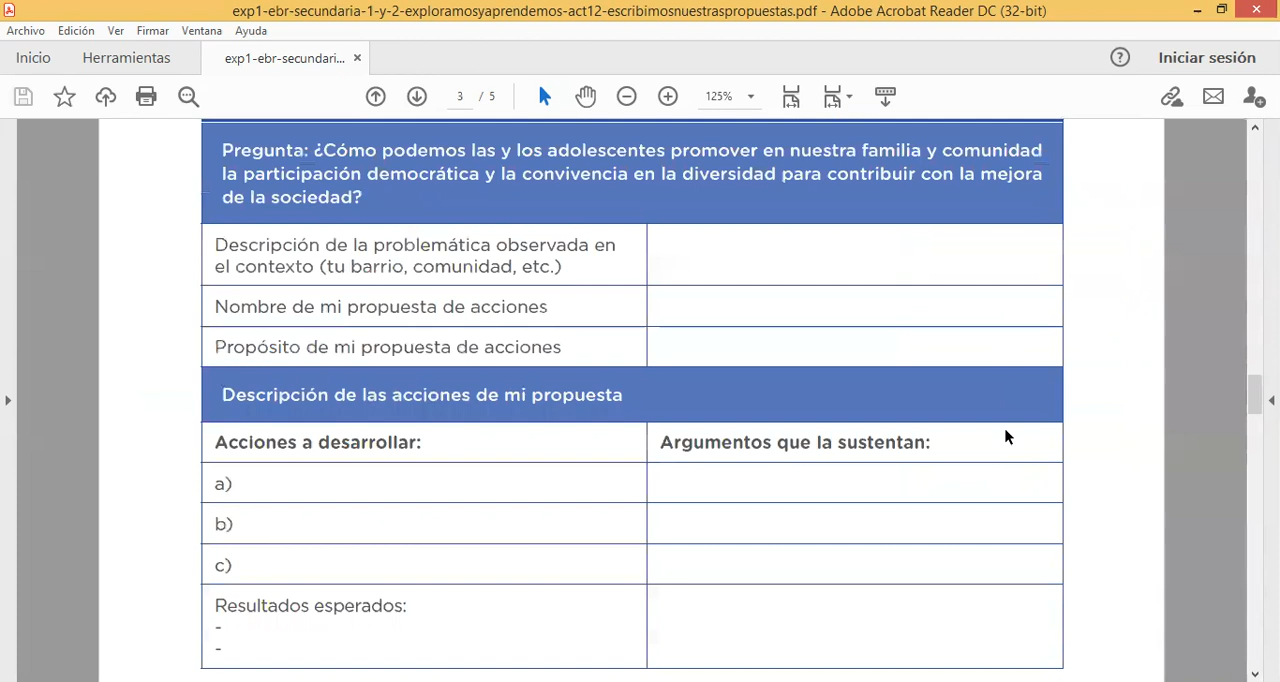 exp1-ebr-secundaria-1-y-2-exploramosyaprendemos-act12-escribimosnuestraspropuestas.pdf - Adobe Acrobat Reader DC (32-bit)
Archivo Edición Ver Firmar Ventana Ayuda
Inicio Herramientas exp1-ebr-secundari... × Iniciar sesión
3 / 5 125%
Pregunta: ¿Cómo podemos las y los adolescentes promover en nuestra familia y comunidad
la participación democrática y la convivencia en la diversidad para contribuir con la mejora
de la sociedad?
Descripción de la problemática observada en
el contexto (tu barrio, comunidad, etc.)
Nombre de mi propuesta de acciones
Propósito de mi propuesta de acciones
Descripción de las acciones de mi propuesta
Acciones a desarrollar: Argumentos que la sustentan:
a)
b)
c)
Resultados esperados:
-
-